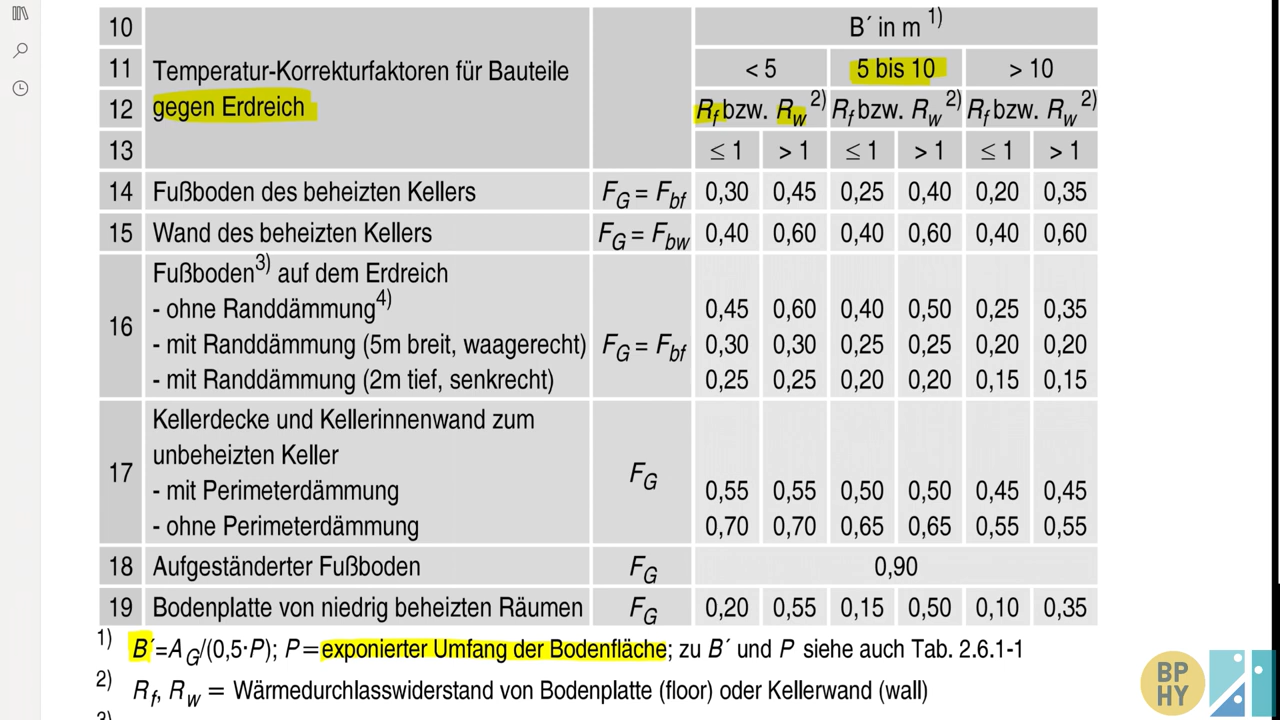 10 B´ in m 1)
11 Temperatur-Korrekturfaktoren für Bauteile < 5 5 bis 10 > 10
12 gegen Erdreich Rf bzw. Rw 2) Rf bzw. Rw 2) Rf bzw. Rw 2)
13 ≤ 1 > 1 ≤ 1 > 1 ≤ 1 > 1
14 Fußboden des beheizten Kellers FG = Fbf 0,30 0,45 0,25 0,40 0,20 0,35
15 Wand des beheizten Kellers FG = Fbw 0,40 0,60 0,40 0,60 0,40 0,60
Fußboden3) auf dem Erdreich
- ohne Randdämmung4) 0,45 0,60 0,40 0,50 0,25 0,35
16 - mit Randdämmung (5m breit, waagerecht) FG = Fbf 0,30 0,30 0,25 0,25 0,20 0,20
- mit Randdämmung (2m tief, senkrecht) 0,25 0,25 0,20 0,20 0,15 0,15
Kellerdecke und Kellerinnenwand zum
unbeheizten Keller
17 FG
- mit Perimeterdämmung 0,55 0,55 0,50 0,50 0,45 0,45
- ohne Perimeterdämmung 0,70 0,70 0,65 0,65 0,55 0,55
18 Aufgeständerter Fußboden FG 0,90
19 Bodenplatte von niedrig beheizten Räumen FG 0,20 0,55 0,15 0,50 0,10 0,35
1) B´=AG/(0,5·P); P=exponierter Umfang der Bodenfläche; zu B´ und P siehe auch Tab. 2.6.1-1
2) Rf, Rw = Wärmedurchlasswiderstand von Bodenplatte (floor) oder Kellerwand (wall)
BP
HY